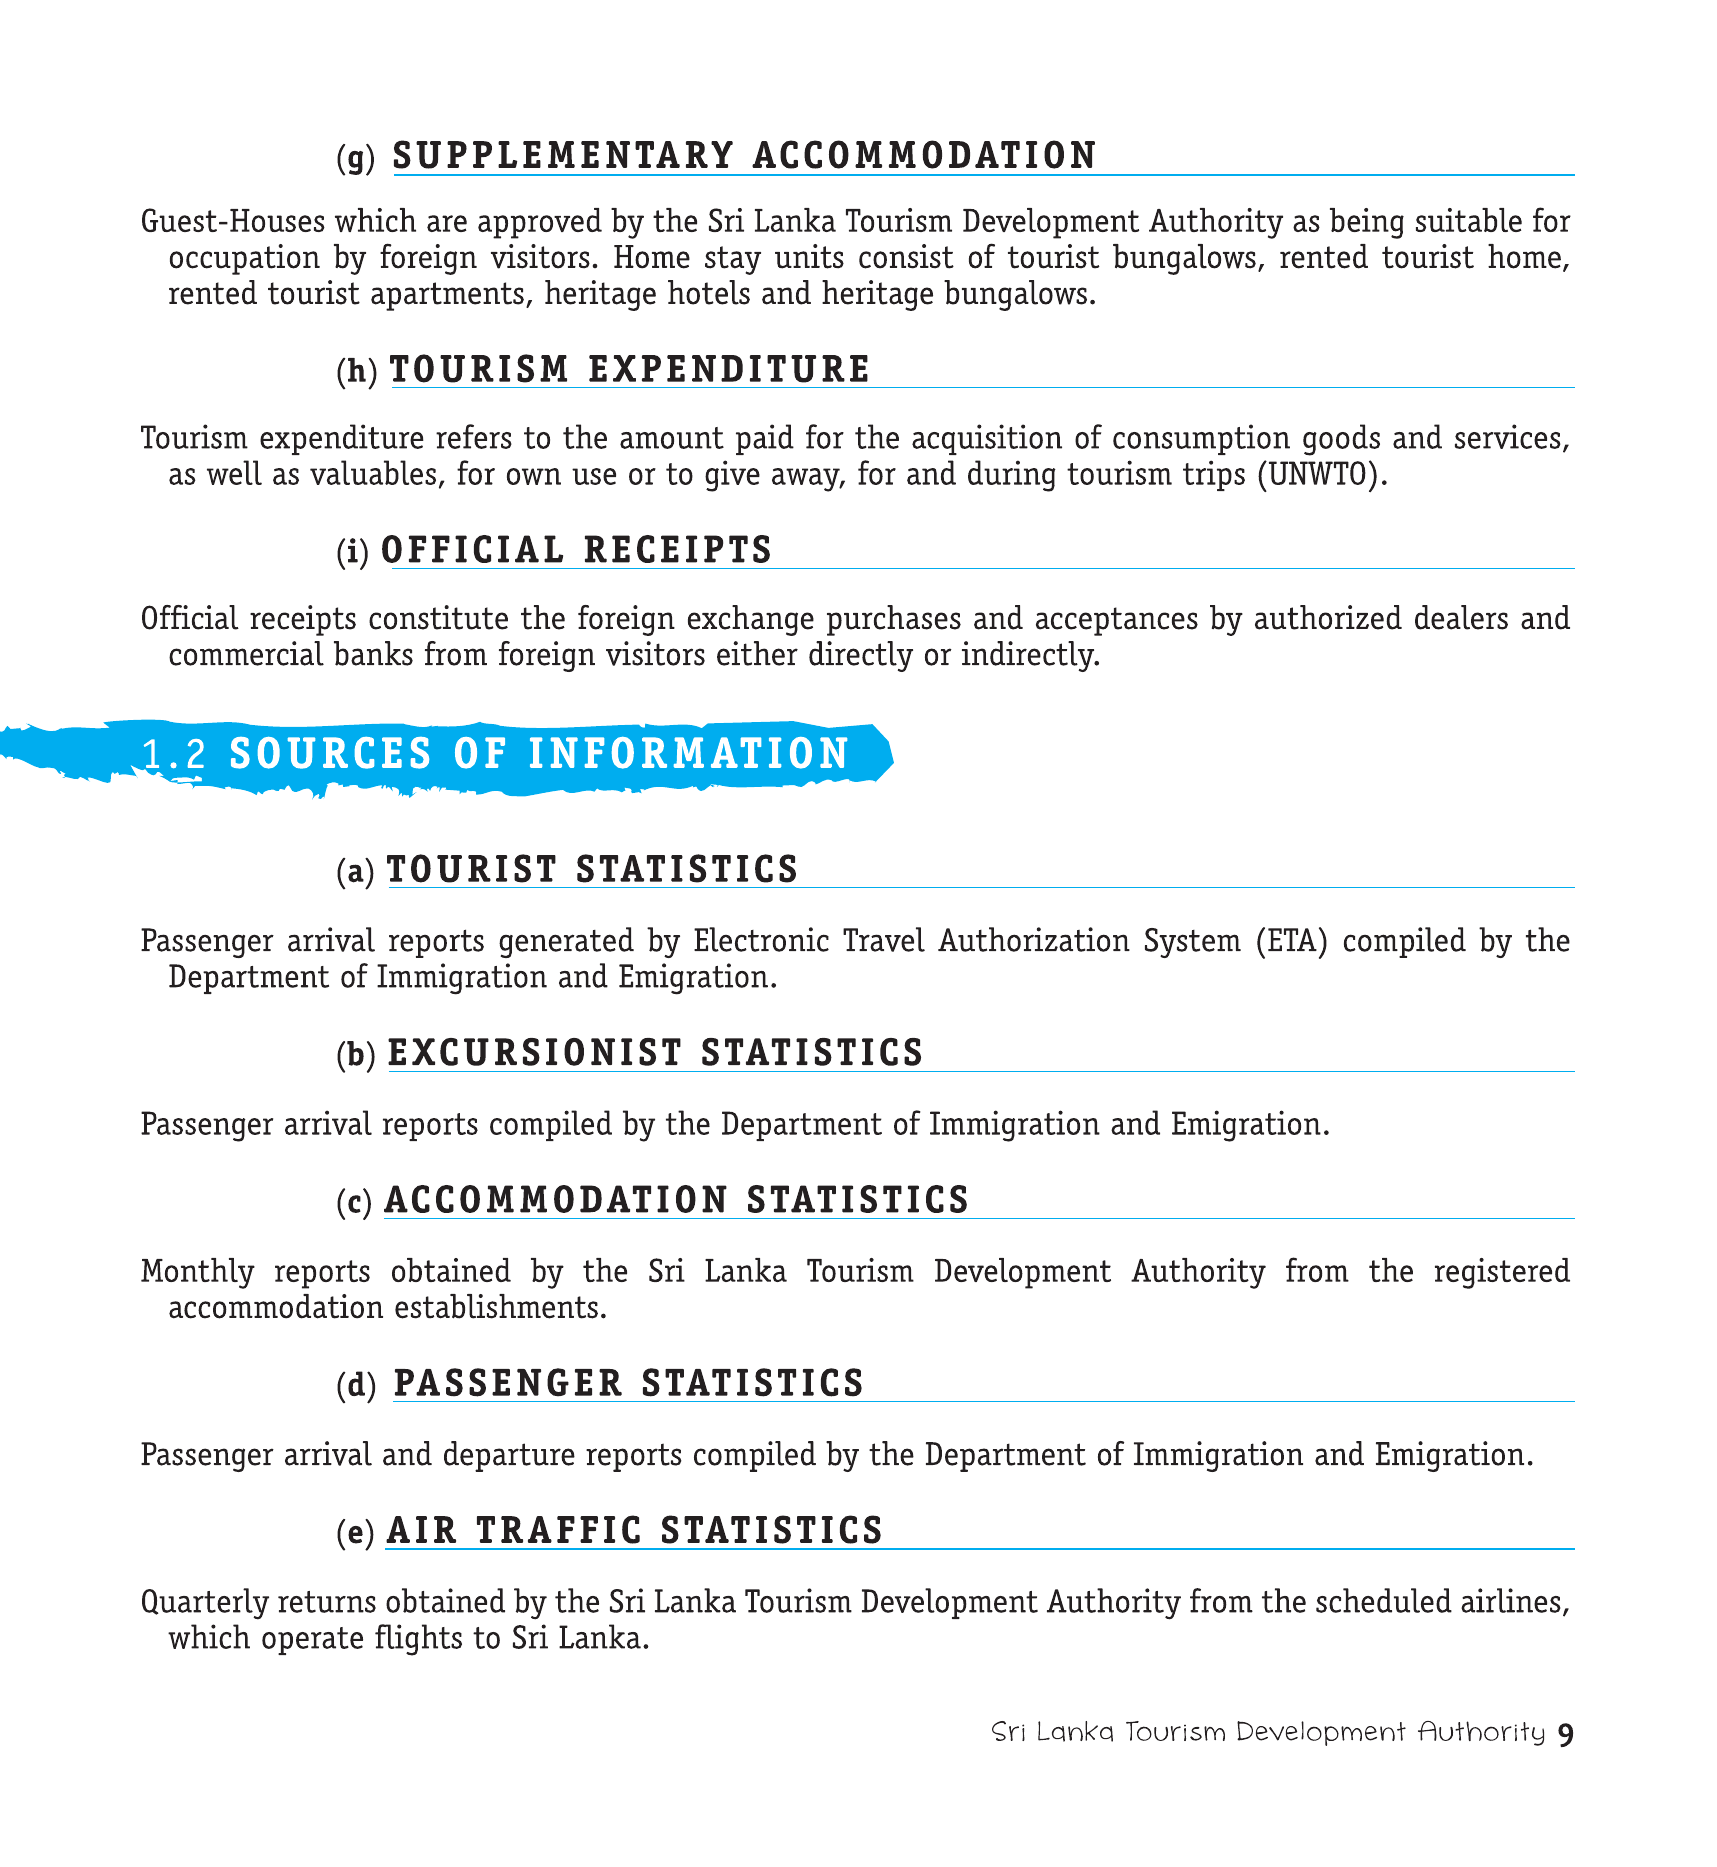 (g) SUPPLEMENTARY ACCOMMODATION
Guest-Houses which are approved by the Sri Lanka Tourism Development Authority as being suitable for
occupation by foreign visitors. Home stay units consist of tourist bungalows, rented tourist home,
rented tourist apartments, heritage hotels and heritage bungalows.
(h) TOURISM EXPENDITURE
Tourism expenditure refers to the amount paid for the acquisition of consumption goods and services,
as well as valuables, for own use or to give away, for and during tourism trips (UNWTO).
(i) OFFICIAL RECEIPTS
Official receipts constitute the foreign exchange purchases and acceptances by authorized dealers and
commercial banks from foreign visitors either directly or indirectly.
1.2 SOURCES OF INFORMATION
(a) TOURIST STATISTICS
Passenger arrival reports generated by Electronic Travel Authorization System (ETA) compiled by the
Department of Immigration and Emigration.
(b) EXCURSIONIST STATISTICS
Passenger arrival reports compiled by the Department of Immigration and Emigration.
(c) ACCOMMODATION STATISTICS
Monthly reports obtained by the Sri Lanka Tourism Development Authority from the registered
accommodation establishments.
(d) PASSENGER STATISTICS
Passenger arrival and departure reports compiled by the Department of Immigration and Emigration.
(e) AIR TRAFFIC STATISTICS
Quarterly returns obtained by the Sri Lanka Tourism Development Authority from the scheduled airlines,
which operate flights to Sri Lanka.
Sri Lanka Tourism Development Authority 9